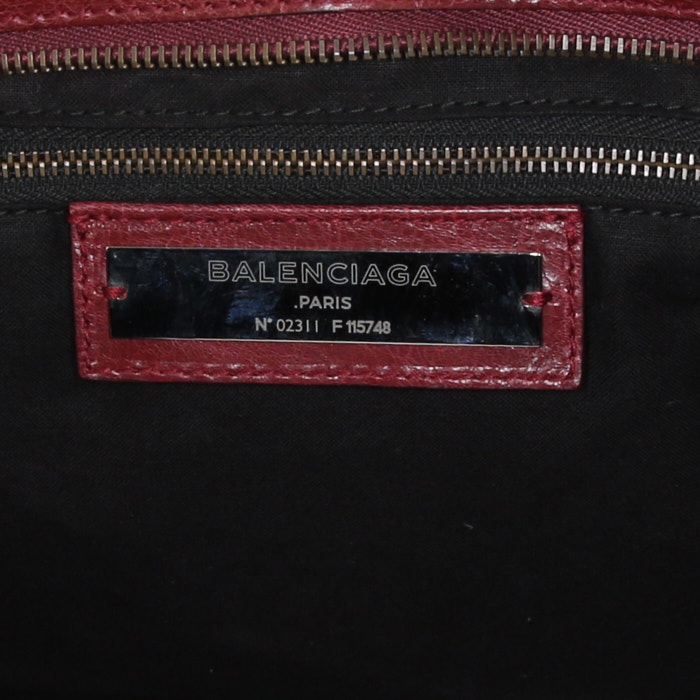 BALENCIAGA
.PARIS
N° 02311 F 115748